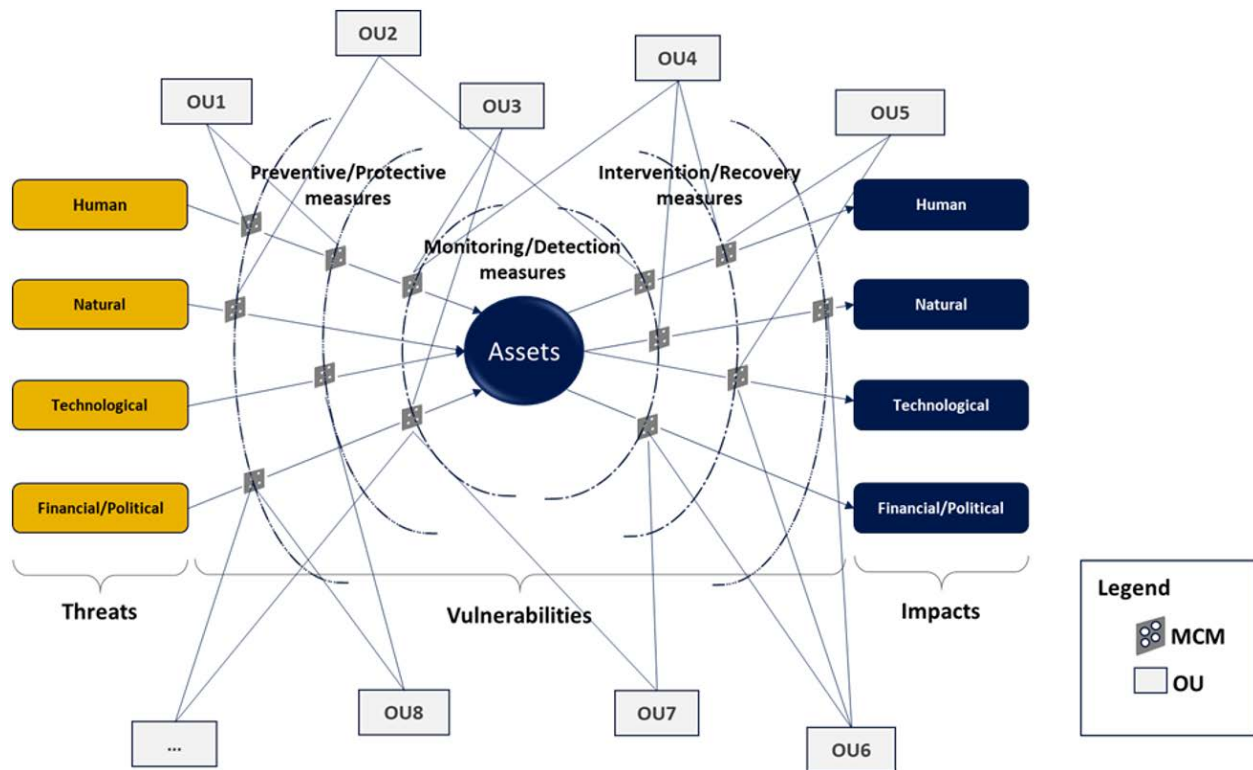 OU2
OU4
OU1
OU3
OU5
Preventive/Protective
measures
Intervention/Recovery
measures
Human
Human
Monitoring/Detection
measures
Natural
Natural
Assets
Technological
Technological
Financial/Political
Financial/Political
Threats
Vulnerabilities
Impacts
Legend
MCM
OU
OU8
OU7
...
OU6